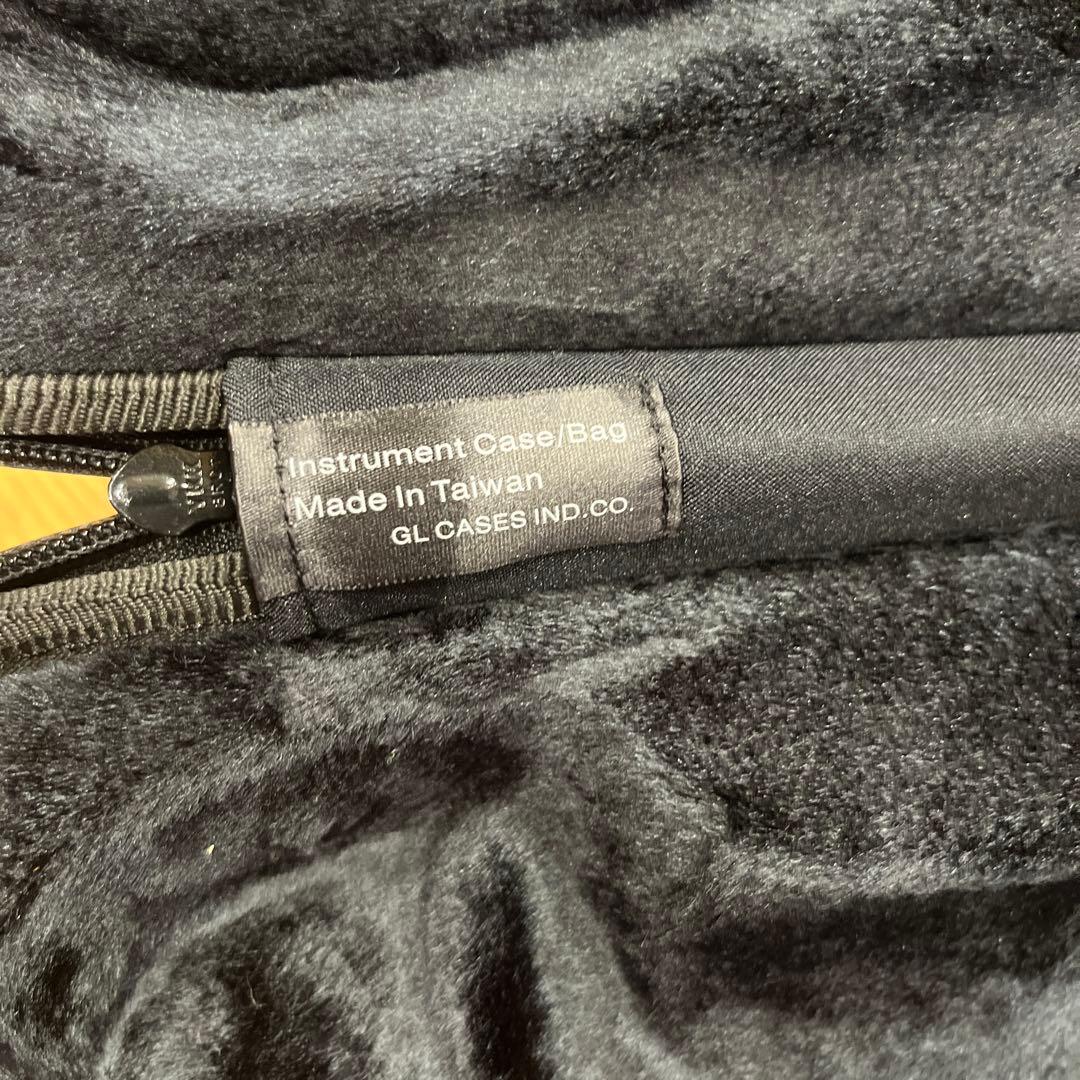 Instrument Case/Bag
Made In Taiwan
GL CASES IND.CO.